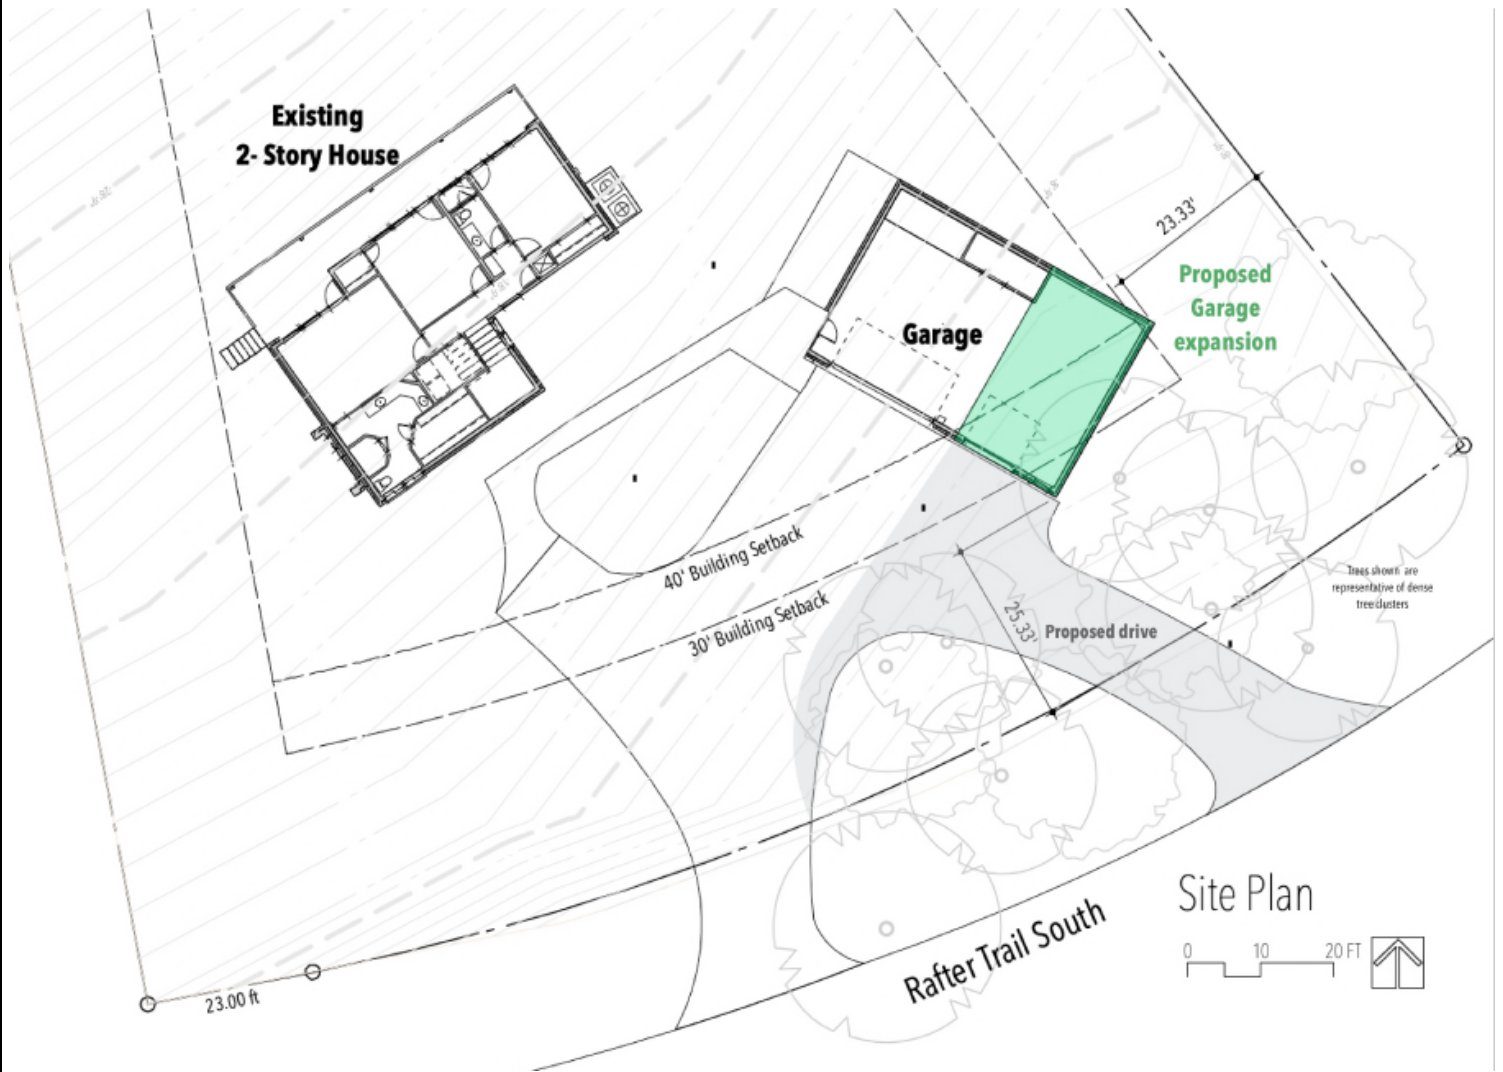 Existing
2- Story House
23.33'
Proposed
Garage
expansion
Garage
40' Building Setback
30' Building Setback
25.33'
Proposed drive
Trees shown are
representative of dense
tree clusters
Rafter Trail South
23.00 ft
Site Plan
0 10 20 FT